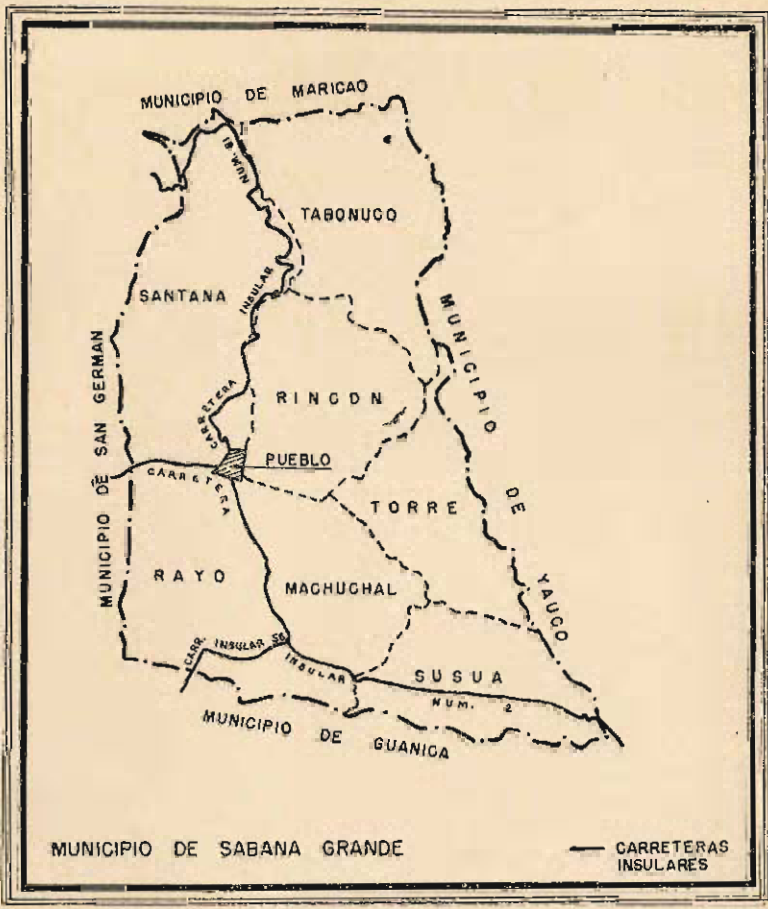 MUNICIPIO DE MARICAO
NUM. 81
TABONUCO
SANTANA
INSULAR
MUNICIPIO DE YAUCO
MUNICIPIO DE SAN GERMAN
RINCON
CARRETERA
PUEBLO
CARRETERA
TORRE
RAYO
MACHUCHAL
CARR. INSULAR
INSULAR
SUSUA
NUM. 2
MUNICIPIO DE GUANICA
MUNICIPIO DE SABANA GRANDE
CARRETERAS
INSULARES